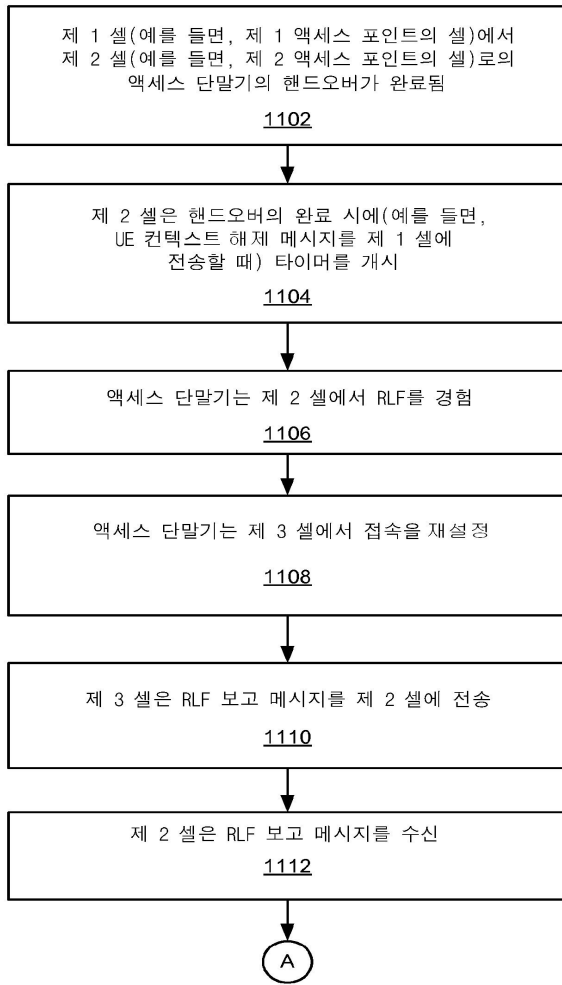 제 1 셀(예를 들면, 제 1 액세스 포인트의 셀)에서
제 2 셀(예를 들면, 제 2 액세스 포인트의 셀)로의
액세스 단말기의 핸드오버가 완료됨
1102
제 2 셀은 핸드오버의 완료 시에(예를 들면,
UE 컨텍스트 해제 메시지를 제 1 셀에
전송할 때) 타이머를 개시
1104
액세스 단말기는 제 2 셀에서 RLF를 경험
1106
액세스 단말기는 제 3 셀에서 접속을 재설정
1108
제 3 셀은 RLF 보고 메시지를 제 2 셀에 전송
1110
제 2 셀은 RLF 보고 메시지를 수신
1112
A